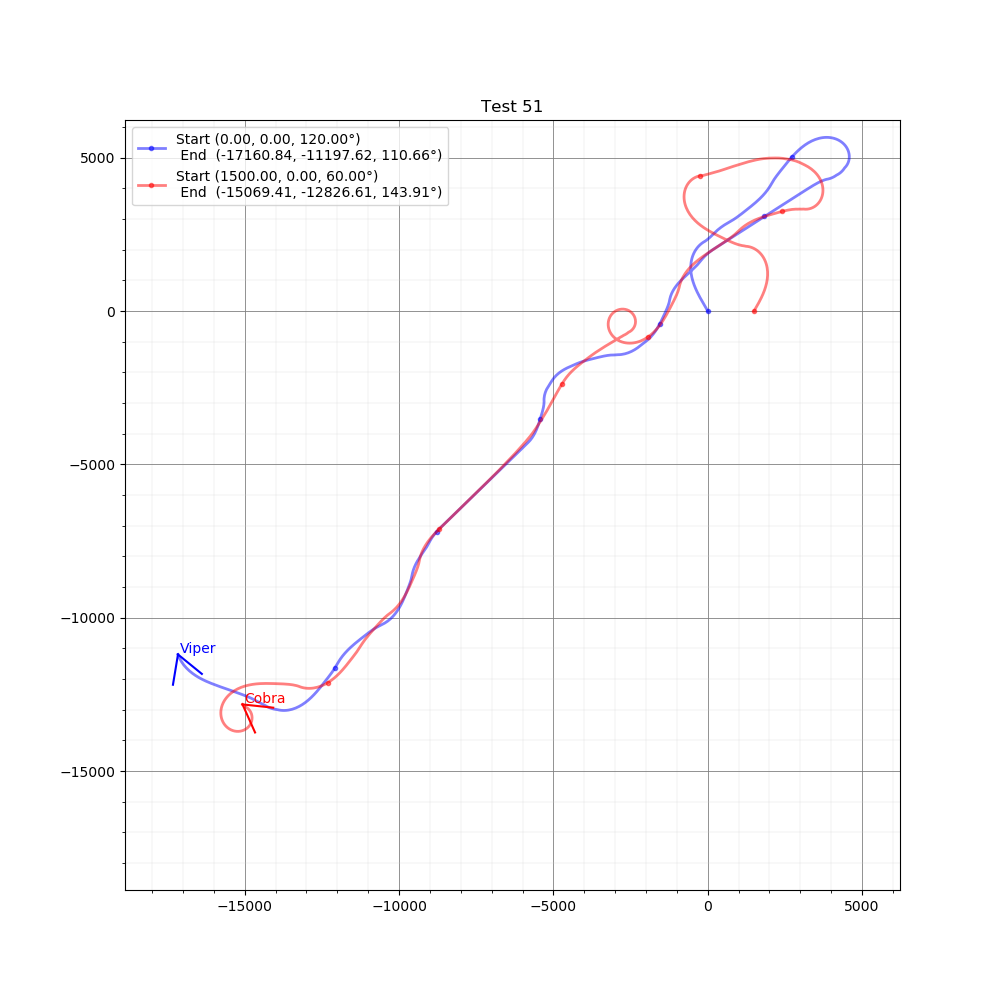 Test 51
Start (0.00, 0.00, 120.00°)
End (-17160.84, -11197.62, 110.66°)
Start (1500.00, 0.00, 60.00°)
End (-15069.41, -12826.61, 143.91°)
5000
0
−5000
−10000
−15000
Viper
Cobra
−15000 −10000 −5000 0 5000